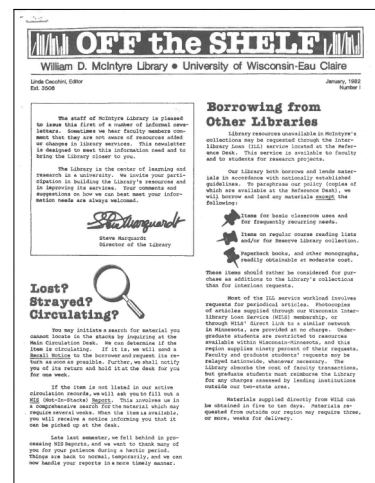 OFF the SHELF
William D. McIntyre Library • University of Wisconsin-Eau Claire
Linda Cecchini, Editor
Ext. 3508
January, 1982
Number I
The staff of McIntyre Library is pleased
to issue this first of a number of informal news-
letters. Sometimes we hear faculty members com-
ment that they are not aware of resources added
or changes in library services. This newsletter
is designed to meet this information need and to
bring the Library closer to you.
The Library is the center of learning and
research in a university. We invite your parti-
cipation in building the Library's resources and
in improving its services. Your comments and
suggestions on how we can best meet your infor-
mation needs are always welcomed.
Steve Marquardt
Steve Marquardt
Director of the Library
Lost?
Strayed?
Circulating?
You may initiate a search for material you
cannot locate in the stacks by inquiring at the
Main Circulation Desk. We can determine if the
item is circulating. If it is, we will send a
Recall Notice to the borrower and request its re-
turn as soon as possible. Further, we shall notify
you of its return and hold it at the desk for you
for one week.
If the item is not listed in our active
circulation records, we will ask you to fill out a
NIS (Not-In-Stacks) Report. This involves us in
a comprehensive search for the material which may
require several weeks. When the item is available,
you will receive a notice informing you that it
can be picked up at the desk.
Late last semester, we fell behind in pro-
cessing NIS Reports, and we want to thank many of
you for your patience during a hectic period.
Things are back to normal, temporarily, and we can
now handle your reports in a more timely manner.
Borrowing from
Other Libraries
Library resources unavailable in McIntyre's
collections may be requested through the inter-
library loan (ILL) service located at the Refer-
ence Desk. This service is available to faculty
and to students for research projects.
Our Library both borrows and lends mater-
ials in accordance with nationally established
guidelines. To paraphrase our policy (copies of
which are available at the Reference Desk), we
will borrow and lend any materials except the
following:
Items for basic classroom uses and
for frequently recurring needs.
Items on regular course reading lists
and/or for Reserve Library collection.
Paperback books, and other monographs,
readily obtainable at moderate cost.
These items should rather be considered for pur-
chase as additions to the Library's collections
than for ILL requests.
Most of the ILL service workload involves
requests for periodical articles. Photocopies
of articles supplied through our Wisconsin Inter-
library Loan Service (WILS) membership, or
through WILS' direct link to a similar network
in Minnesota, are provided at no charge. Under-
graduate students are restricted to resources
available within Wisconsin-Minnesota, and this
region supplies ninety percent of their requests.
Faculty and graduate students' requests may be
relayed nationwide, whenever necessary. The
Library absorbs the cost of faculty transactions,
but graduate students must reimburse the Library
for any charges assessed by lending institutions
outside our two-state area.
Materials supplied directly from WILS can
be obtained in five to ten days. Materials re-
quested from outside our region may require three,
or more, weeks for delivery.